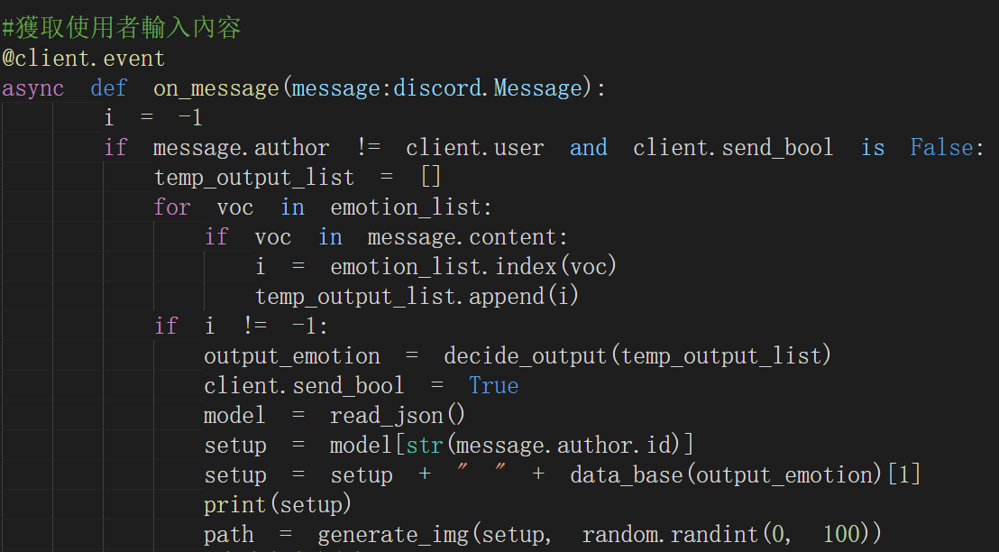 #獲取使用者輸入內容
@client.event
async def on_message(message:discord.Message):
i = -1
if message.author != client.user and client.send_bool is False:
temp_output_list = []
for voc in emotion_list:
if voc in message.content:
i = emotion_list.index(voc)
temp_output_list.append(i)
if i != -1:
output_emotion = decide_output(temp_output_list)
client.send_bool = True
model = read_json()
setup = model[str(message.author.id)]
setup = setup + " " + data_base(output_emotion)[1]
print(setup)
path = generate_img(setup, random.randint(0, 100))